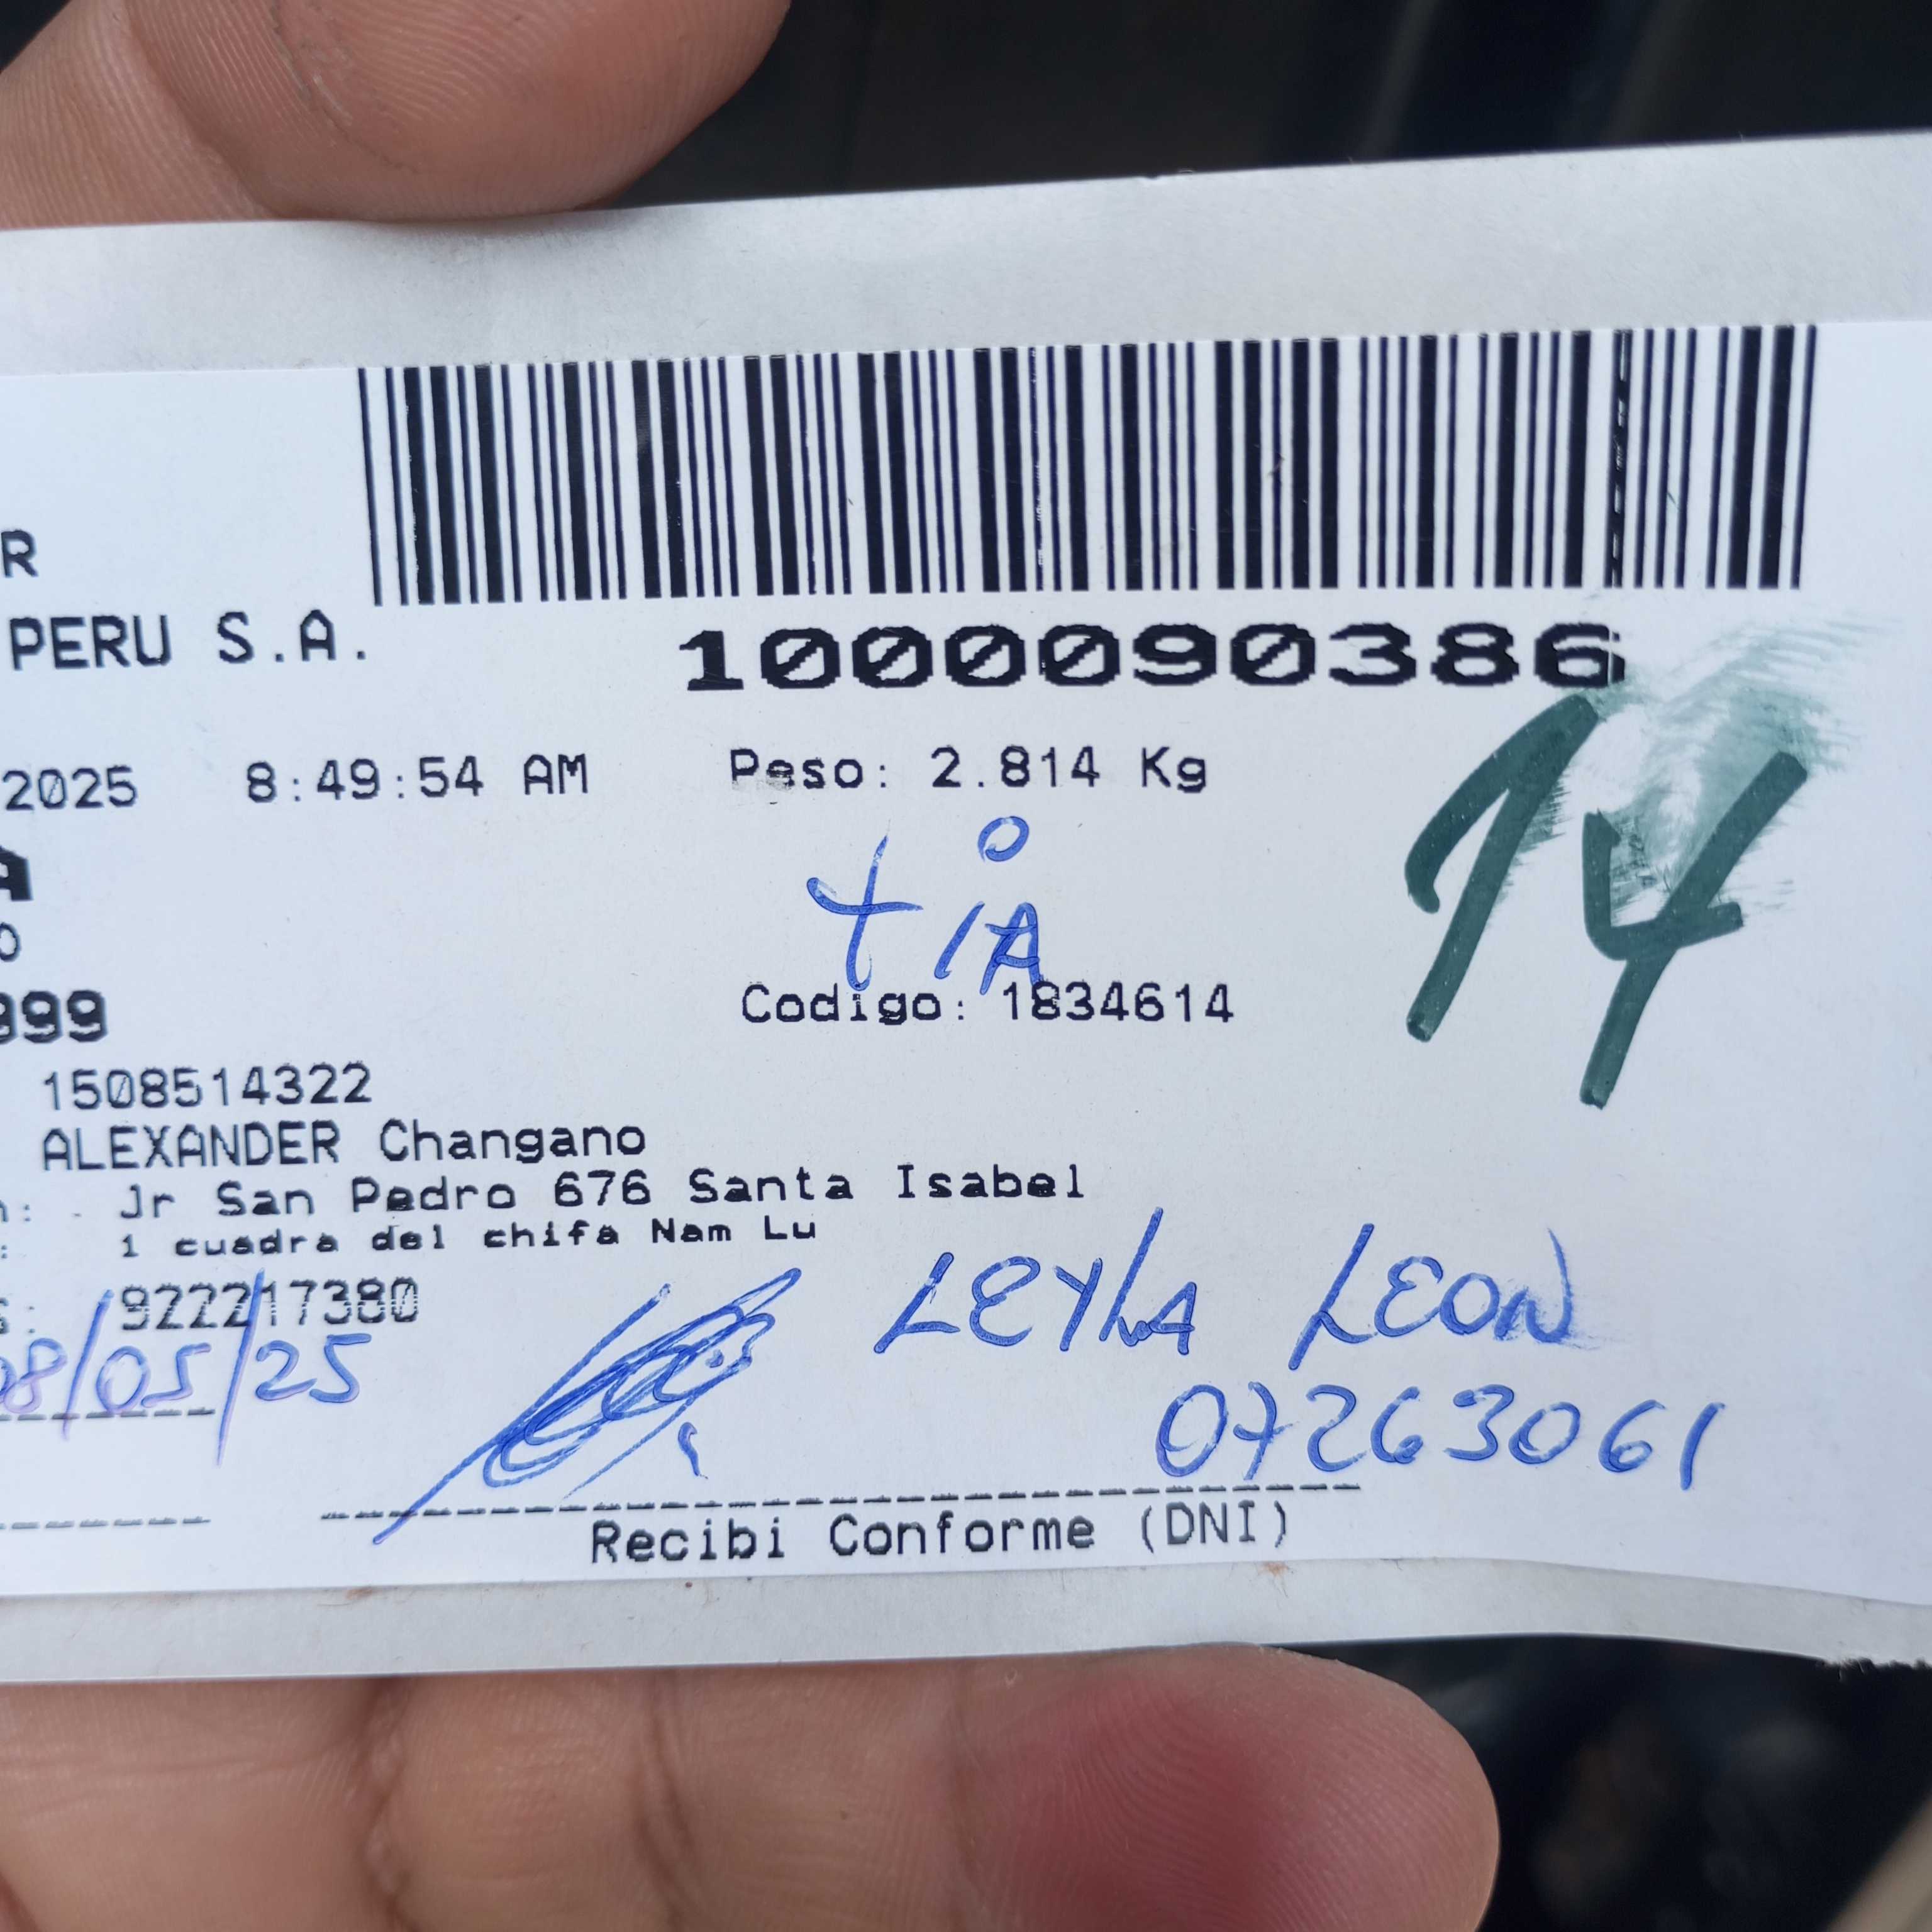 R
PERU S.A.
1000090386
2025 8:49:54 AM Peso: 2.814 Kg
14
A
TIA
O
999
Codigo: 1834614
1508514322
ALEXANDER Changano
n: . Jr San Pedro 676 Santa Isabel
: 1 cuadra del chifa Nam Lu
s: 922217380
LEYLA LEON
08/05/25
07263061
Recibi Conforme (DNI)